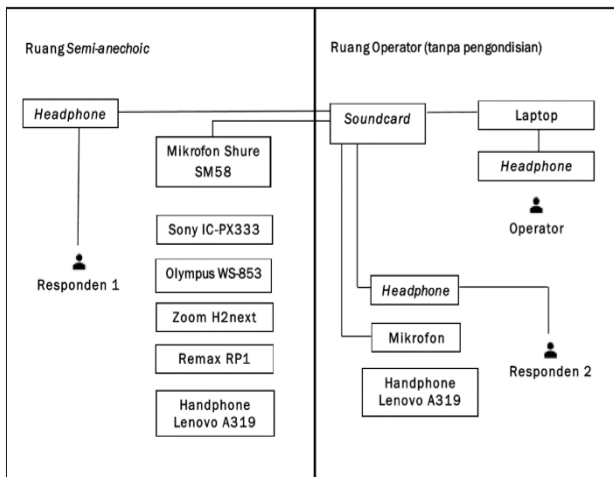 Ruang Semi-anechoic
Headphone
Mikrofon Shure
SM58
Sony IC-PX333
Olympus WS-853
Responden 1
Zoom H2next
Remax RP1
Handphone
Lenovo A319
Ruang Operator (tanpa pengondisian)
Soundcard
Laptop
Headphone
Operator
Headphone
Mikrofon
Responden 2
Handphone
Lenovo A319